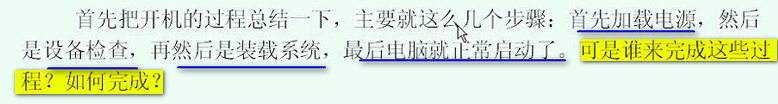 首先把开机的过程总结一下，主要就这么几个步骤：首先加载电源，然后
是设备检查，再然后是装载系统，最后电脑就正常启动了。可是谁来完成这些过
程？如何完成？